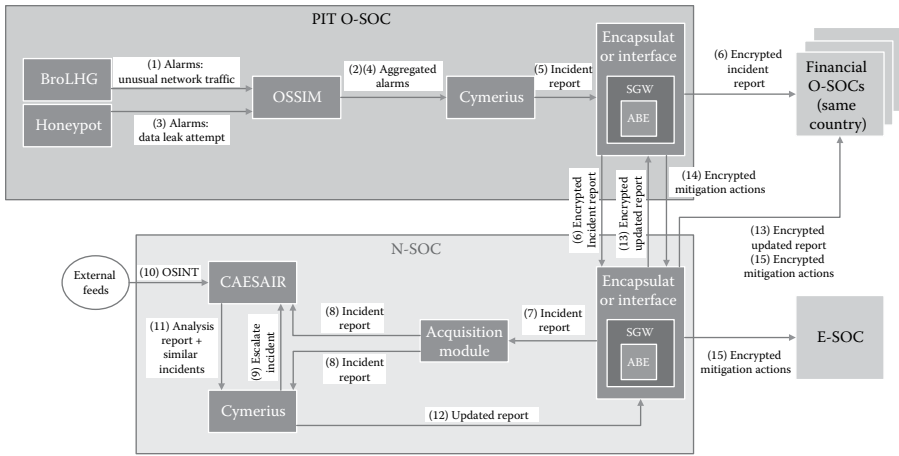 PIT O-SOC
BroLHG
Honeypot
(1) Alarms:
unusual network traffic
(3) Alarms:
data leak attempt
OSSIM
(2)(4) Aggregated
alarms
Cymerius
(5) Incident
report
Encapsulat
or interface
SGW
ABE
(6) Encrypted
incident
report
Financial
O-SOCs
(same
country)
(6) Encrypted
Incident report
(13) Encrypted
updated report
(14) Encrypted
mitigation actions
(13) Encrypted
updated report
(15) Encrypted
mitigation actions
N-SOC
External
feeds
(10) OSINT
CAESAIR
(11) Analysis
report +
similar
incidents
(9) Escalate
incident
(8) Incident
report
(8) Incident
report
Acquisition
module
(7) Incident
report
Encapsulat
or interface
SGW
ABE
(15) Encrypted
mitigation actions
E-SOC
Cymerius
(12) Updated report